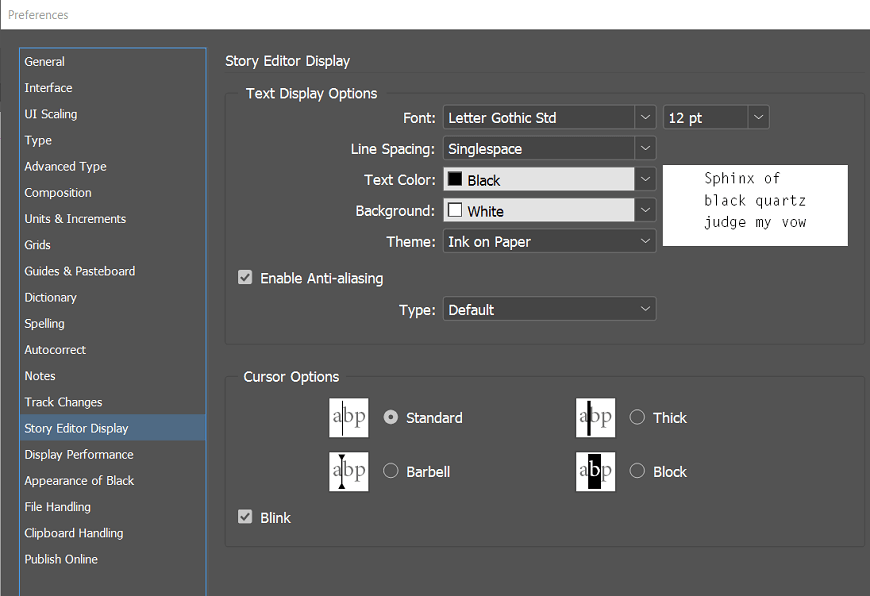 Preferences
General
Interface
UI Scaling
Type
Advanced Type
Composition
Units & Increments
Grids
Guides & Pasteboard
Dictionary
Spelling
Autocorrect
Notes
Track Changes
Story Editor Display
Display Performance
Appearance of Black
File Handling
Clipboard Handling
Publish Online
Story Editor Display
Text Display Options
Font: Letter Gothic Std 12 pt
Line Spacing: Singlespace
Text Color: Black
Background: White
Theme: Ink on Paper
Sphinx of
black quartz
judge my vow
Enable Anti-aliasing
Type: Default
Cursor Options
abp Standard abp Thick
abp Barbell abp Block
Blink